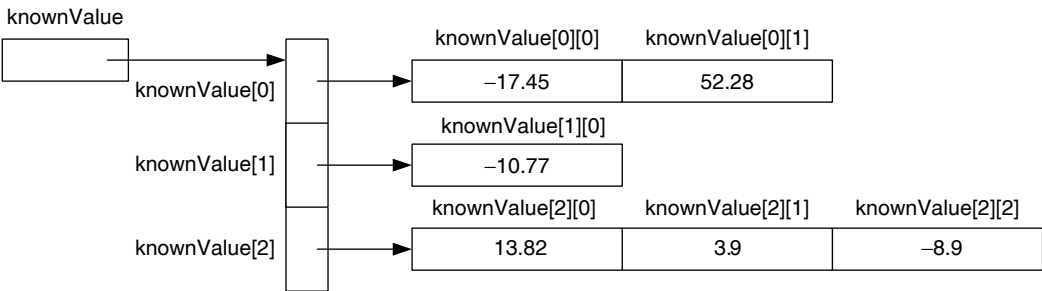 knownValue
knownValue[0][0] knownValue[0][1]
knownValue[0] −17.45 52.28
knownValue[1][0]
knownValue[1] −10.77
knownValue[2][0] knownValue[2][1] knownValue[2][2]
knownValue[2] 13.82 3.9 −8.9